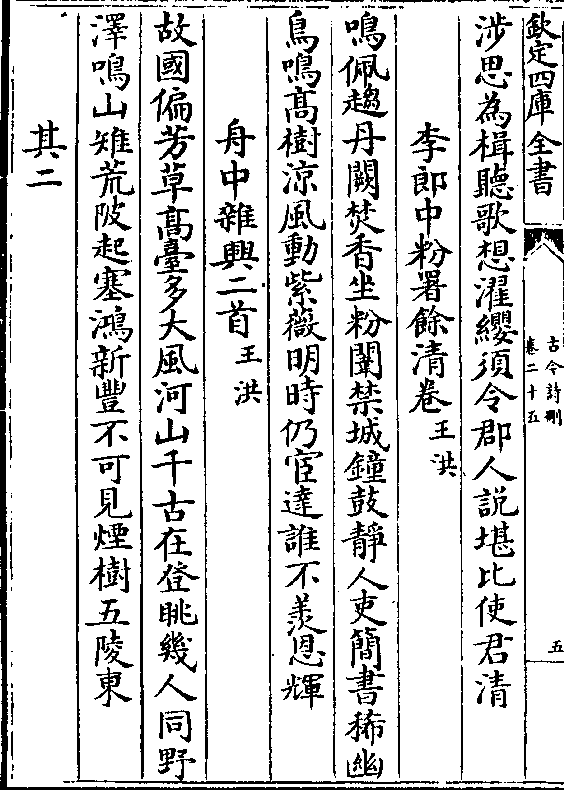 欽定四庫全書
古今詩刪
卷二十五
五
涉思為楫聽歌想濯纓須令郡人說堪比使君清
李郎中粉署餘清卷王洪
鳴佩趨丹闕焚香坐粉闈禁城鐘鼓靜人吏簡書稀幽
鳥鳴髙樹涼風動紫薇明時仍宦達誰不羨恩輝
舟中雜興二首王洪
故國偏芳草髙臺多大風河山千古在登眺幾人同野
澤鳴山雉荒陂起塞鴻新豐不可見煙樹五陵東
其二